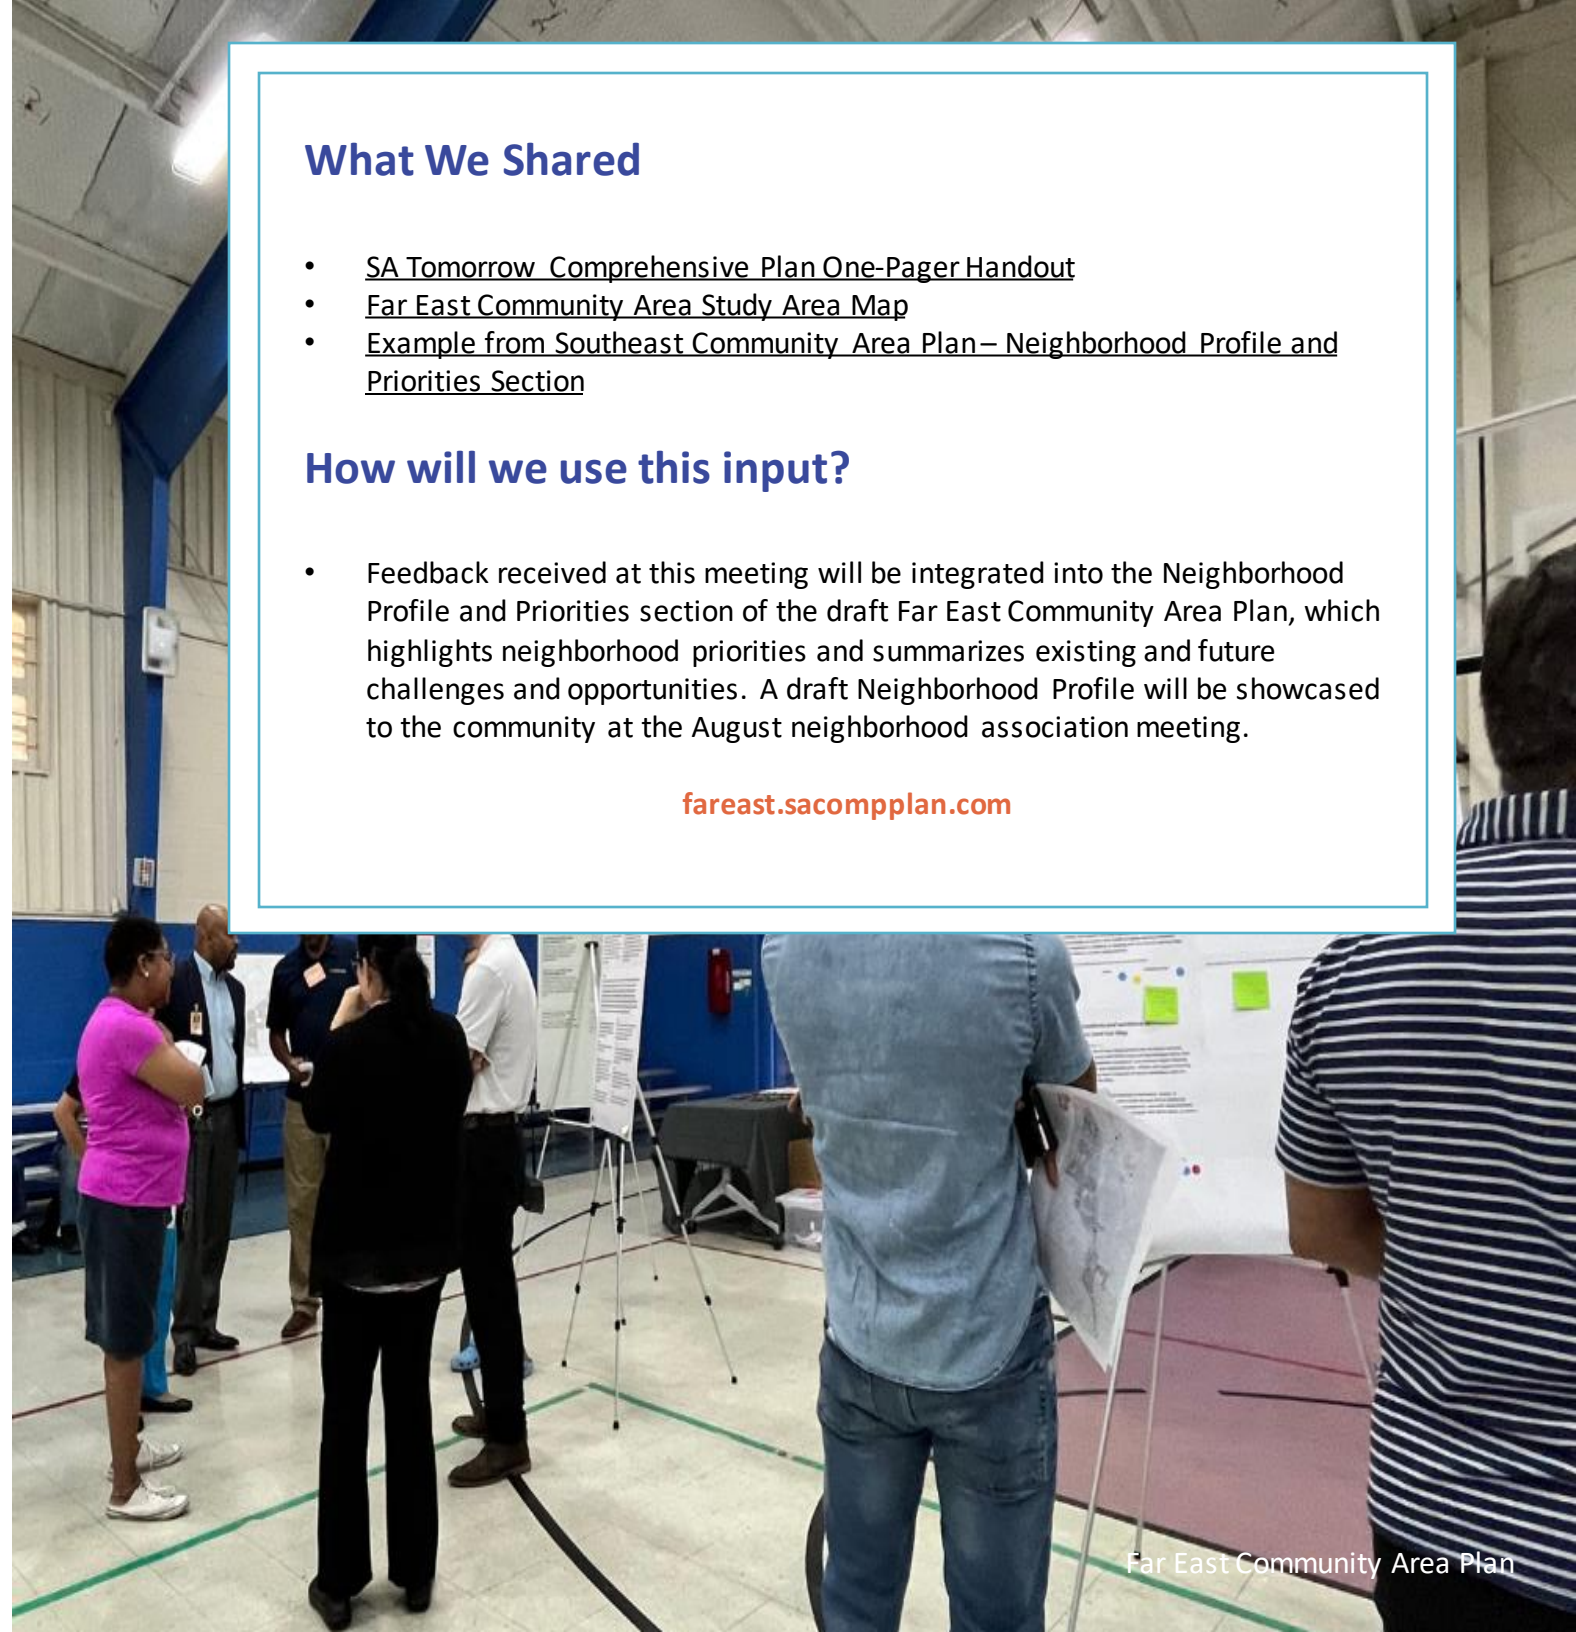 What We Shared
• SA Tomorrow Comprehensive Plan One-Pager Handout
• Far East Community Area Study Area Map
• Example from Southeast Community Area Plan – Neighborhood Profile and
Priorities Section
How will we use this input?
• Feedback received at this meeting will be integrated into the Neighborhood
Profile and Priorities section of the draft Far East Community Area Plan, which
highlights neighborhood priorities and summarizes existing and future
challenges and opportunities. A draft Neighborhood Profile will be showcased
to the community at the August neighborhood association meeting.
fareast.sacompplan.com
Far East Community Area Plan